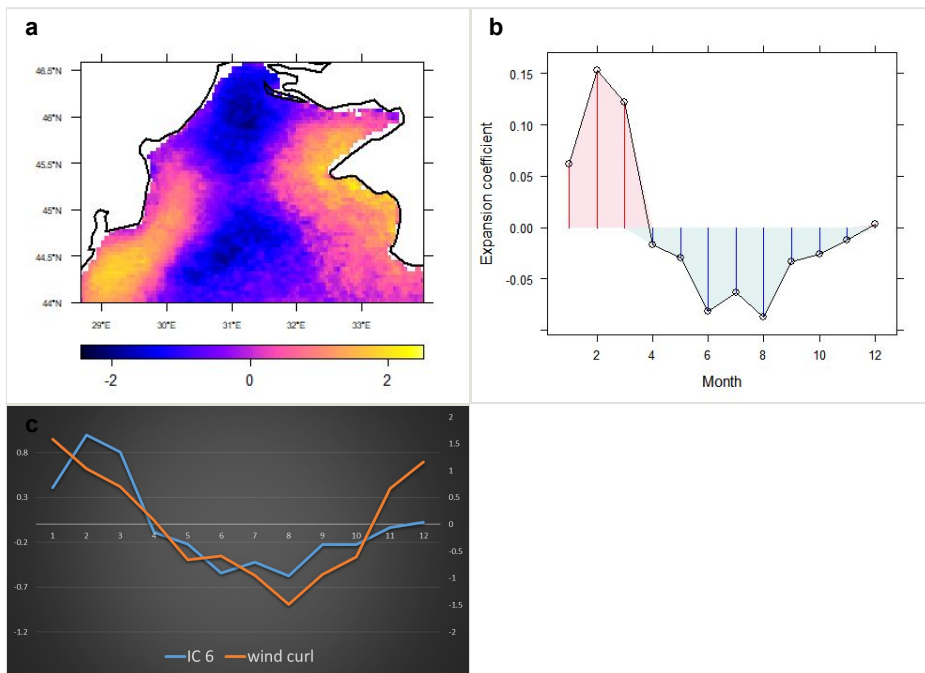 a
46.5°N
46°N
45.5°N
45°N
44.5°N
44°N
29°E 30°E 31°E 32°E 33°E
-2 0 2
b
Expansion coefficient
0.15
0.10
0.05
0.00
-0.05
2 4 6 8 10 12
Month
c
0.8
0.3
-0.2
-0.7
-1.2
1 2 3 4 5 6 7 8 9 10 11 12
2
1.5
1
0.5
0
-0.5
-1
-1.5
-2
IC 6 wind curl